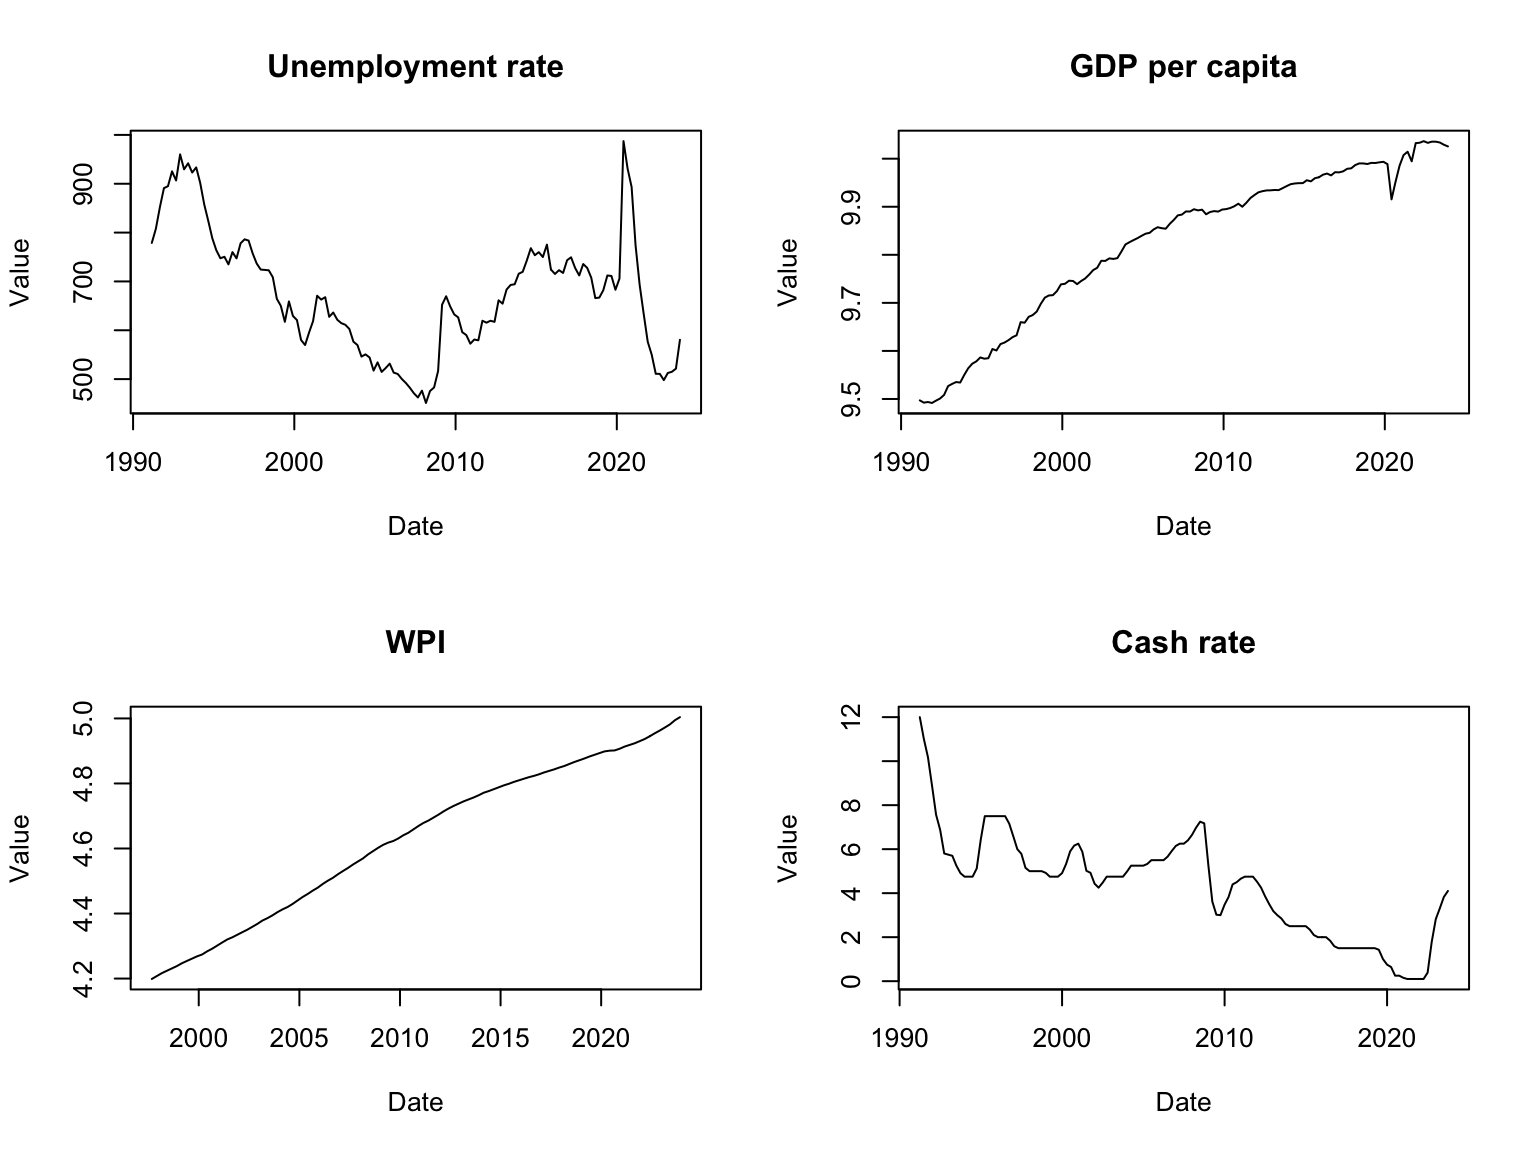 Unemployment rate
Value
900
700
500
1990 2000 2010 2020
Date
GDP per capita
Value
9.9
9.7
9.5
1990 2000 2010 2020
Date
WPI
Value
5.0
4.8
4.6
4.4
4.2
2000 2005 2010 2015 2020
Date
Cash rate
Value
12
8
6
4
2
0
1990 2000 2010 2020
Date